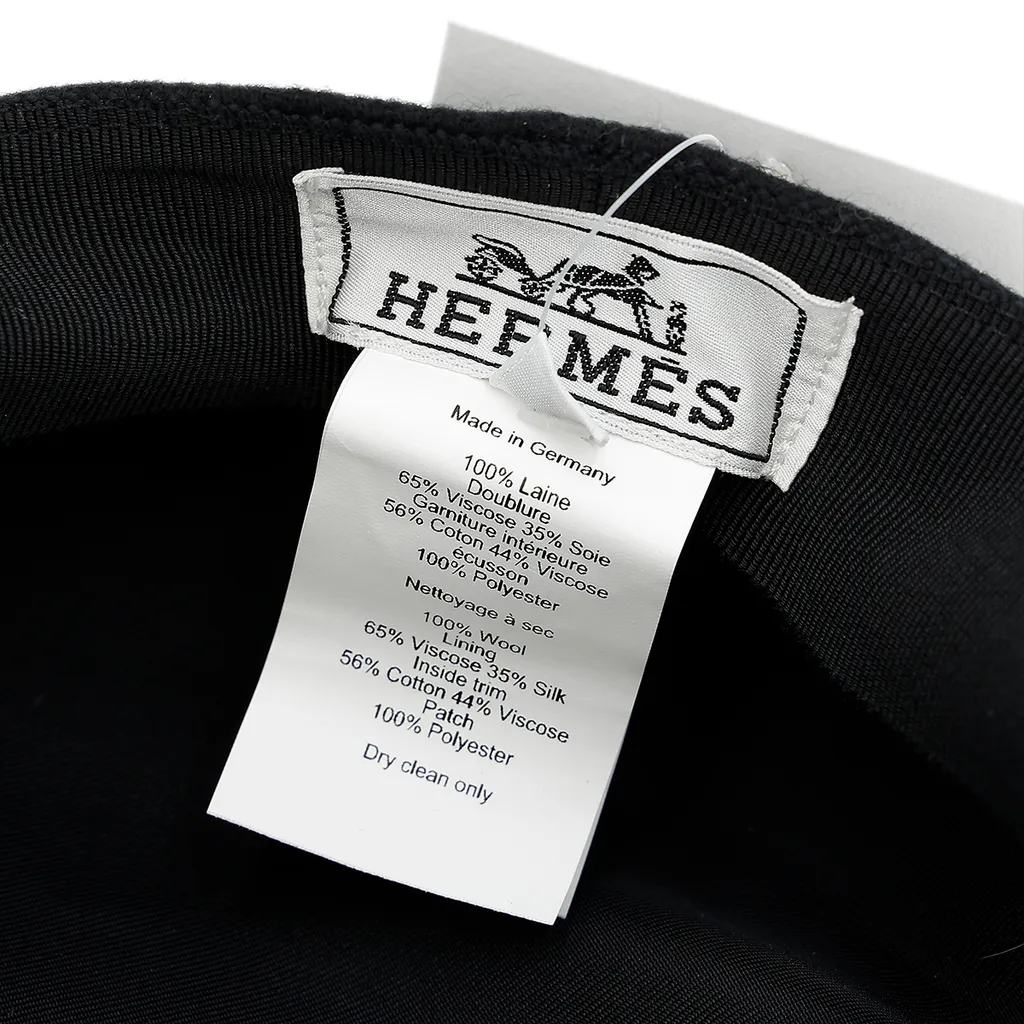 HERMÈS
Made in Germany
100% Laine
Doublure
65% Viscose 35% Soie
Garniture intérieure
56% Coton 44% Viscose
écusson
100% Polyester
Nettoyage à sec
100% Wool
Lining
65% Viscose 35% Silk
Inside trim
56% Cotton 44% Viscose
Patch
100% Polyester
Dry clean only